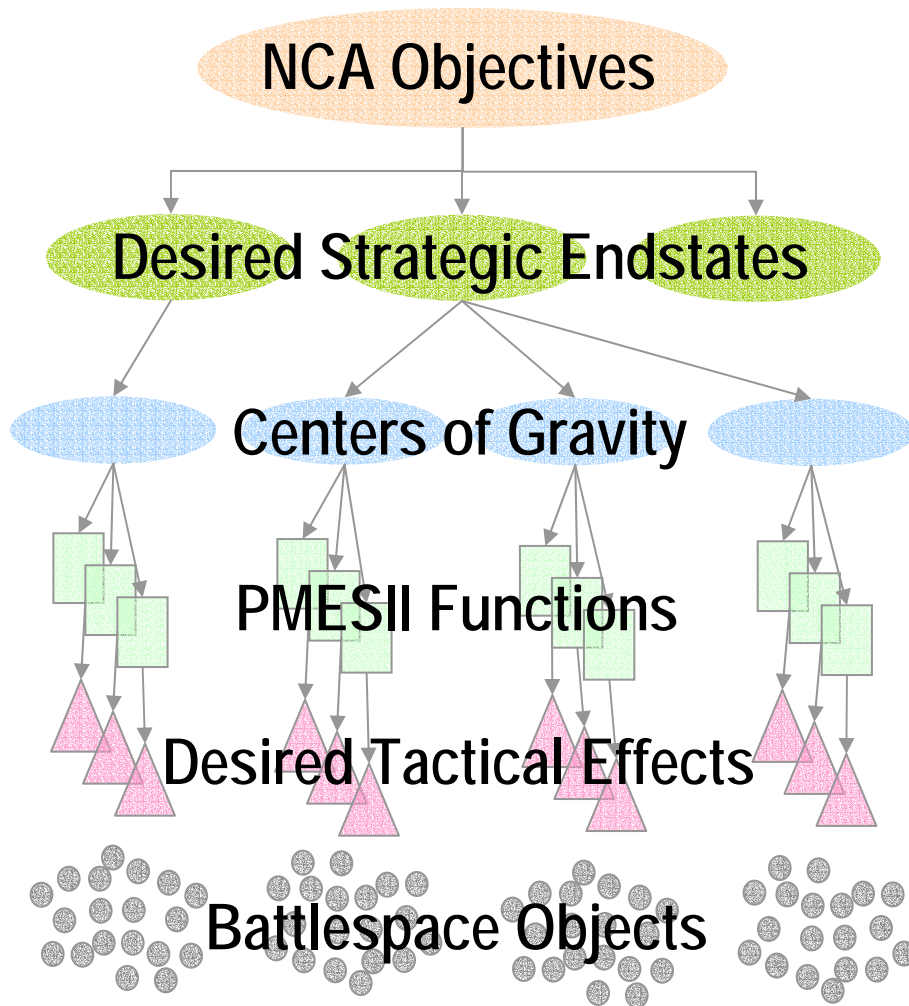 NCA Objectives
Desired Strategic Endstates
Centers of Gravity
PMESII Functions
Desired Tactical Effects
Battlespace Objects